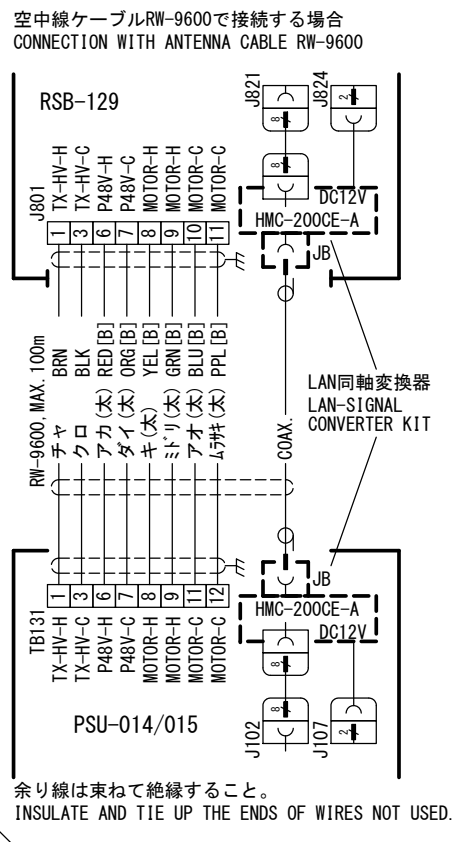 空中線ケーブルRW-9600で接続する場合
CONNECTION WITH ANTENNA CABLE RW-9600
RSB-129
J821
J824
8
2
8
J801
TX-HV-H
TX-HV-C
P48V-H
P48V-C
MOTOR-H
MOTOR-H
MOTOR-C
MOTOR-C
1
3
6
7
8
9
10
11
DC12V
HMC-200CE-A
JB
RW-9600, MAX. 100m
BRN
BLK
RED[B]
ORG[B]
YEL[B]
GRN[B]
BLU[B]
PPL[B]
チャ
クロ
アカ(太)
ダイ(太)
キ(太)
ミドリ(太)
アオ(太)
ムラサキ(太)
COAX.
LAN同軸変換器
LAN-SIGNAL
CONVERTER KIT
JB
HMC-200CE-A
DC12V
TB131
1
3
6
7
8
9
11
12
TX-HV-H
TX-HV-C
P48V-H
P48V-C
MOTOR-H
MOTOR-H
MOTOR-C
MOTOR-C
8
8
2
J102
J107
PSU-014/015
余り線は束ねて絶縁すること。
INSULATE AND TIE UP THE ENDS OF WIRES NOT USED.